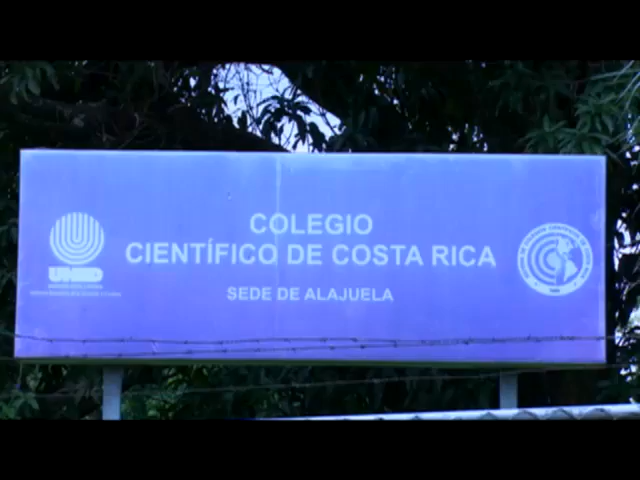 COLEGIO
CIENTÍFICO DE COSTA RICA
SEDE DE ALAJUELA
UNED